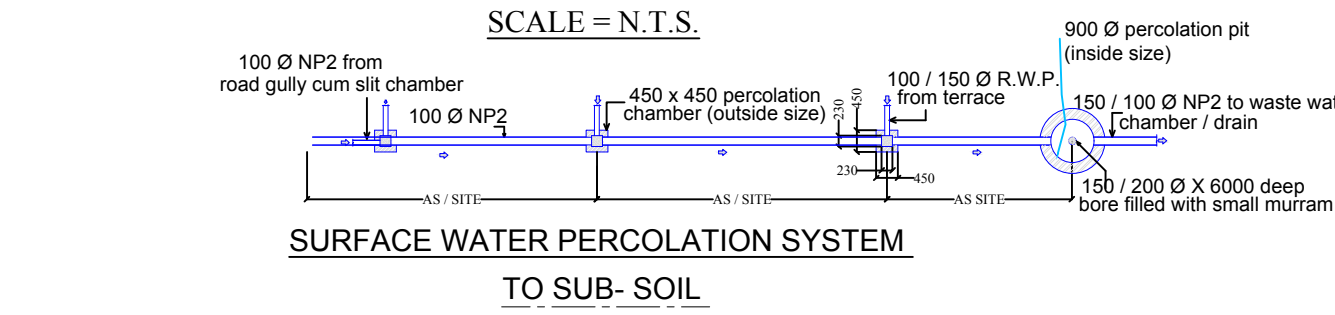 SCALE = N.T.S.
100 Ø NP2 from
road gully cum slit chamber
100 Ø NP2
450 x 450 percolation
chamber (outside size)
230
450
100 / 150 Ø R.W.P.
from terrace
900 Ø percolation pit
(inside size)
150 / 100 Ø NP2 to waste wat
chamber / drain
230
450
150 / 200 Ø X 6000 deep
bore filled with small murram
AS / SITE
AS / SITE
AS SITE
SURFACE WATER PERCOLATION SYSTEM
TO SUB- SOIL